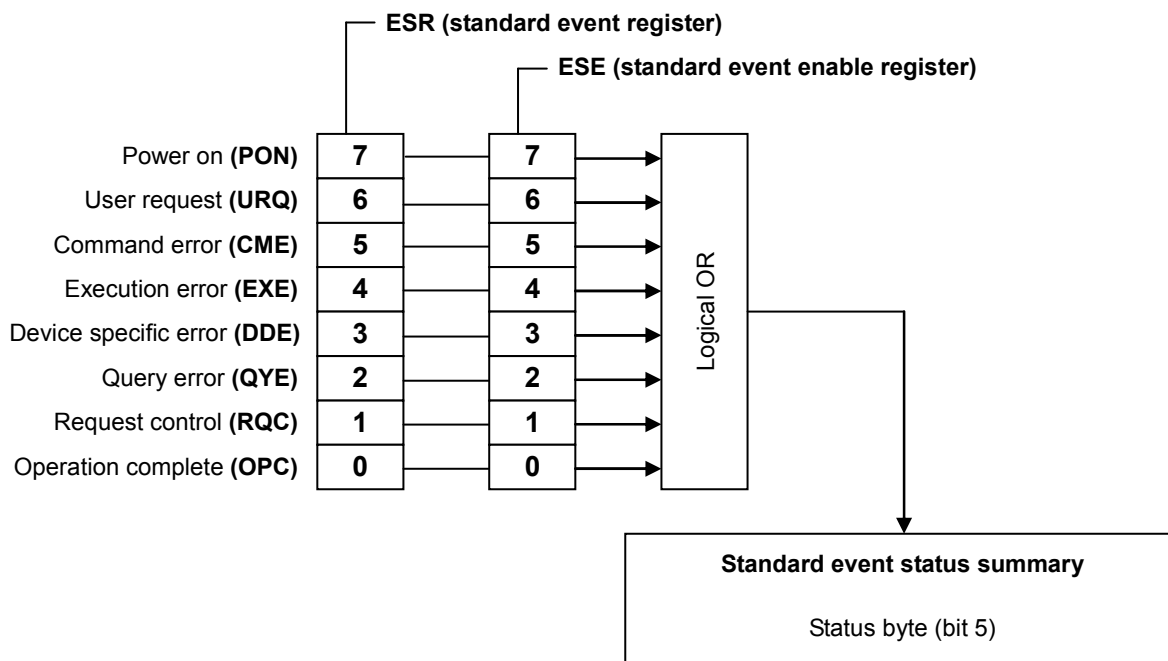 ESR (standard event register)
ESE (standard event enable register)
Power on (PON) 7 7
User request (URQ) 6 6
Command error (CME) 5 5
Execution error (EXE) 4 4
Device specific error (DDE) 3 3
Query error (QYE) 2 2
Request control (RQC) 1 1
Operation complete (OPC) 0 0
Logical OR
Standard event status summary
Status byte (bit 5)